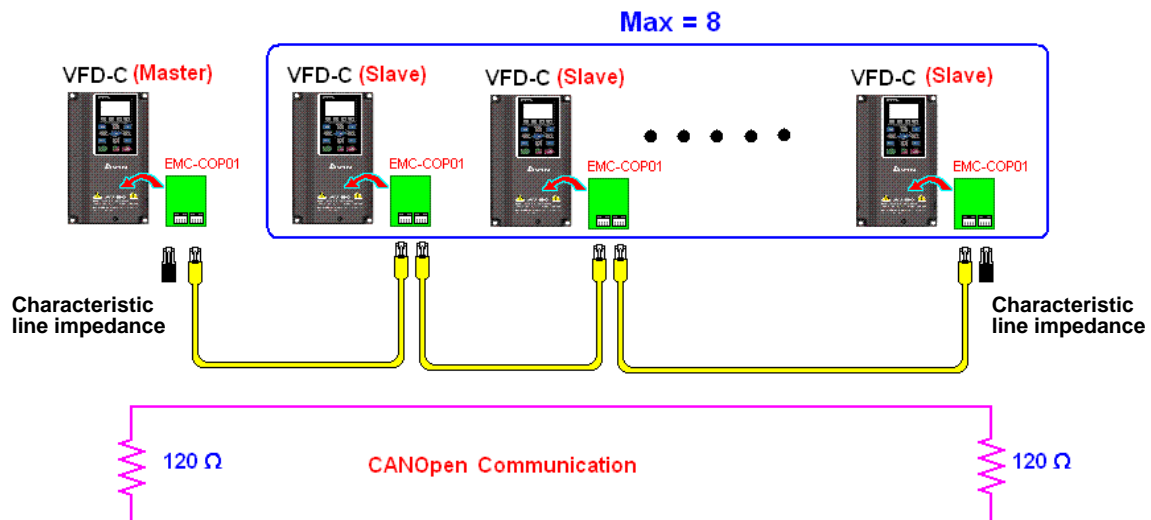 Max = 8
VFD-C (Master)
VFD-C (Slave)
VFD-C (Slave)
VFD-C (Slave)
EMC-COP01
EMC-COP01
EMC-COP01
EMC-COP01
Characteristic
line impedance
Characteristic
line impedance
120 Ω
CANOpen Communication
120 Ω